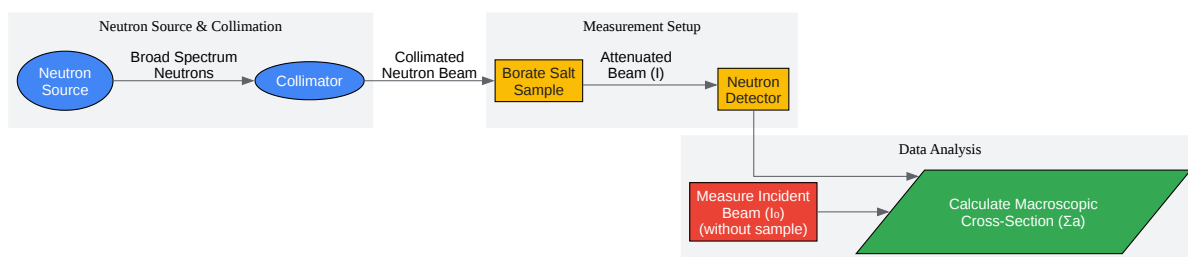 Neutron Source & Collimation
Neutron
Source
Broad Spectrum
Neutrons
Collimator
Collimated
Neutron Beam
Measurement Setup
Borate Salt
Sample
Attenuated
Beam (I)
Neutron
Detector
Data Analysis
Measure Incident
Beam (I₀)
(without sample)
Calculate Macroscopic
Cross-Section (Σa)